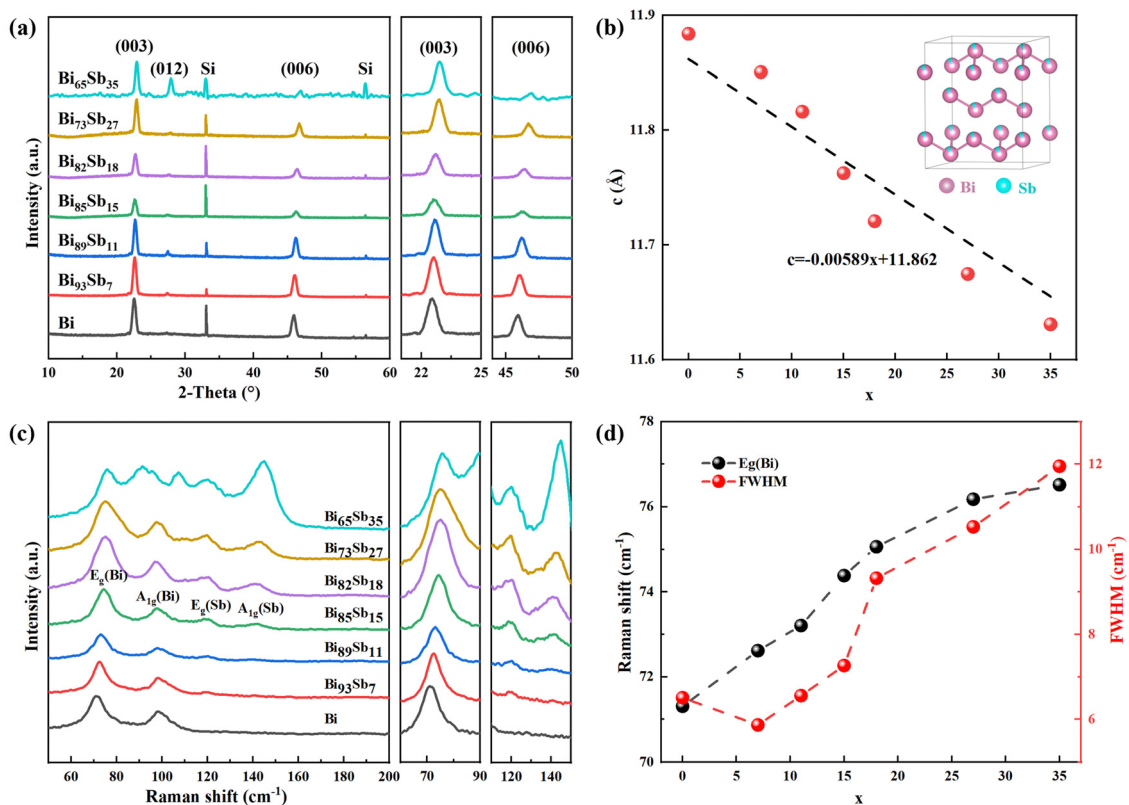 (a)
(003)
(012)
Si
(006)
Si
(003)
(006)
Bi65Sb35
Bi73Sb27
Bi82Sb18
Bi85Sb15
Bi89Sb11
Bi93Sb7
Bi
Intensity (a.u.)
10 20 30 40 50 60
22 25
45 50
2-Theta (°)
(b)
11.9
11.8
11.7
11.6
c (Å)
Bi Sb
c=-0.00589x+11.862
0 5 10 15 20 25 30 35
x
(c)
Bi65Sb35
Bi73Sb27
Bi82Sb18
Bi85Sb15
Bi89Sb11
Bi93Sb7
Bi
Eg(Bi)
A1g(Bi)
Eg(Sb)
A1g(Sb)
Intensity (a.u.)
60 80 100 120 140 160 180 200
70 90
120 140
Raman shift (cm-1)
(d)
Eg(Bi)
FWHM
78
76
74
72
70
Raman shift (cm-1)
12
10
8
6
FWHM (cm-1)
0 5 10 15 20 25 30 35
x